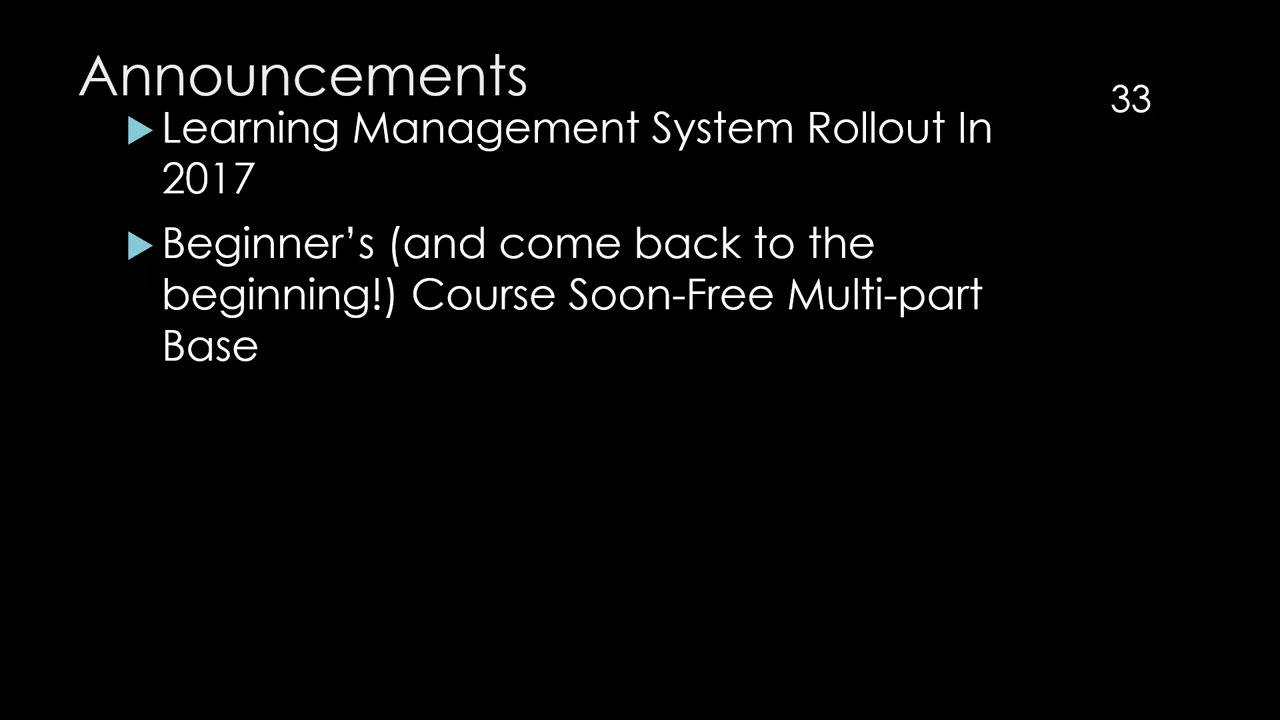 Announcements
33
Learning Management System Rollout In
2017
Beginner’s (and come back to the
beginning!) Course Soon-Free Multi-part
Base